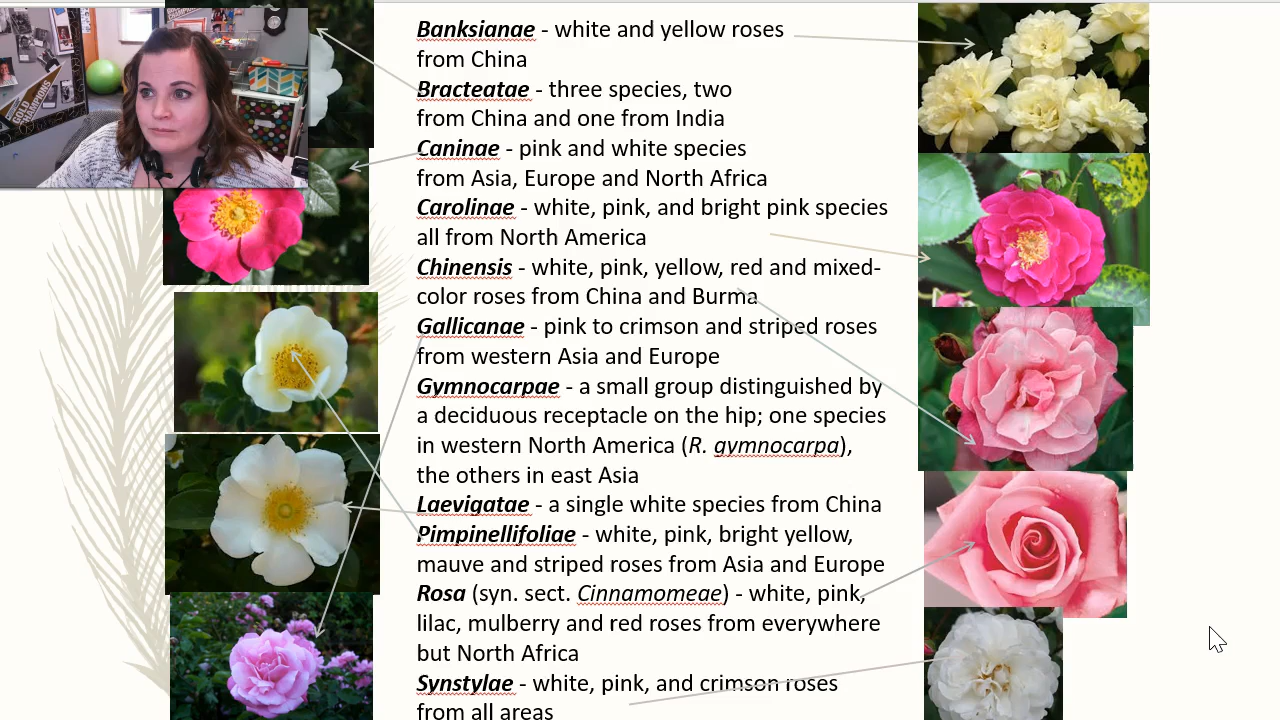 GOLD
CHAMPIONS
Banksianae - white and yellow roses
from China
Bracteatae - three species, two
from China and one from India
Caninae - pink and white species
from Asia, Europe and North Africa
Carolinae - white, pink, and bright pink species
all from North America
Chinensis - white, pink, yellow, red and mixed-
color roses from China and Burma
Gallicanae - pink to crimson and striped roses
from western Asia and Europe
Gymnocarpae - a small group distinguished by
a deciduous receptacle on the hip; one species
in western North America (R. gymnocarpa),
the others in east Asia
Laevigatae - a single white species from China
Pimpinellifoliae - white, pink, bright yellow,
mauve and striped roses from Asia and Europe
Rosa (syn. sect. Cinnamomeae) - white, pink,
lilac, mulberry and red roses from everywhere
but North Africa
Synstylae - white, pink, and crimson roses
from all areas